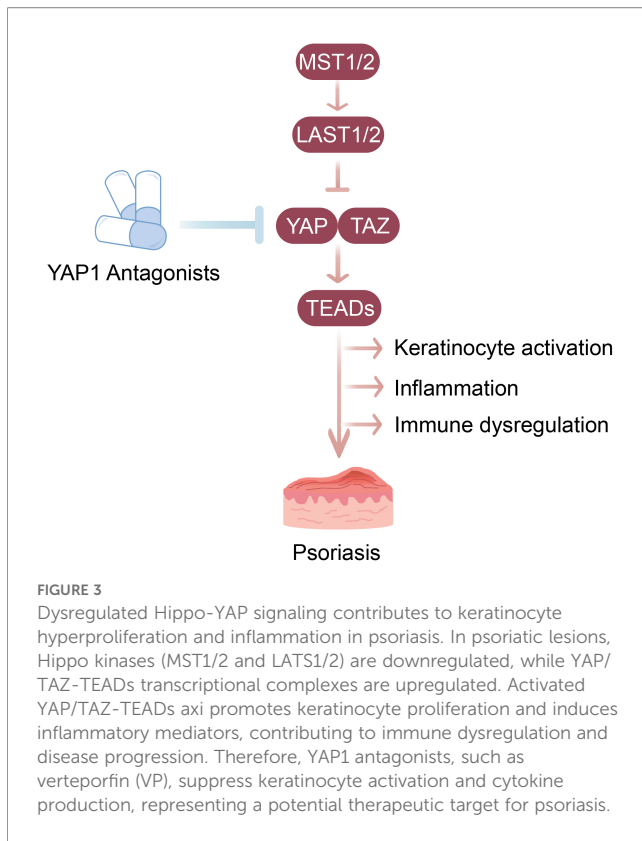 MST1/2
LAST1/2
YAP TAZ
YAP1 Antagonists
TEADs
Keratinocyte activation
Inflammation
Immune dysregulation
Psoriasis
FIGURE 3
Dysregulated Hippo-YAP signaling contributes to keratinocyte
hyperproliferation and inflammation in psoriasis. In psoriatic lesions,
Hippo kinases (MST1/2 and LATS1/2) are downregulated, while YAP/
TAZ-TEADs transcriptional complexes are upregulated. Activated
YAP/TAZ-TEADs axi promotes keratinocyte proliferation and induces
inflammatory mediators, contributing to immune dysregulation and
disease progression. Therefore, YAP1 antagonists, such as
verteporfin (VP), suppress keratinocyte activation and cytokine
production, representing a potential therapeutic target for psoriasis.